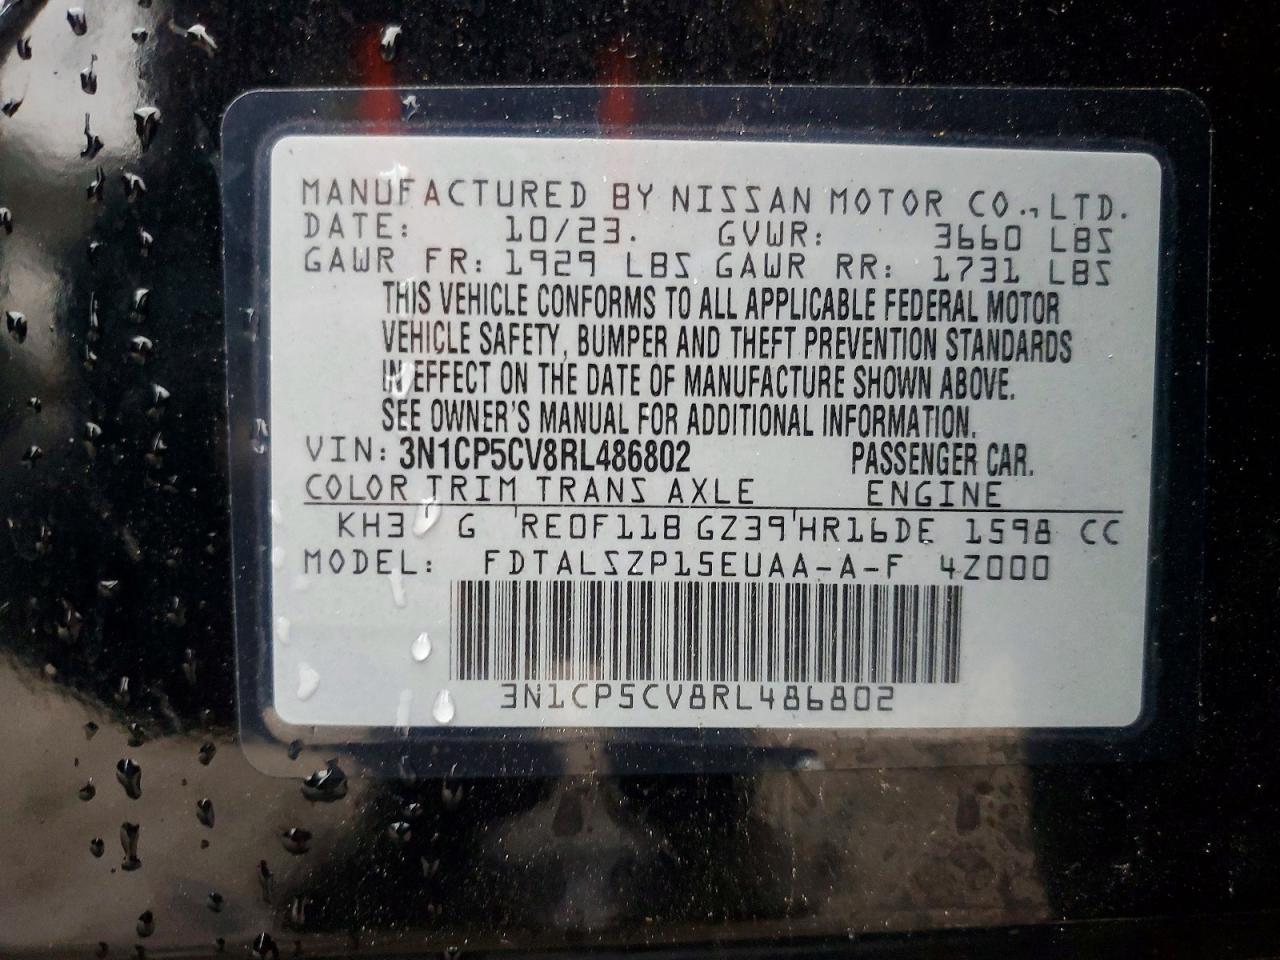 MANUFACTURED BY NISSAN MOTOR CO., LTD.
DATE: 10/23. GVWR: 3660 LBS
GAWR FR: 1929 LBS GAWR RR: 1731 LBS
THIS VEHICLE CONFORMS TO ALL APPLICABLE FEDERAL MOTOR
VEHICLE SAFETY, BUMPER AND THEFT PREVENTION STANDARDS
IN EFFECT ON THE DATE OF MANUFACTURE SHOWN ABOVE.
SEE OWNER'S MANUAL FOR ADDITIONAL INFORMATION.
VIN: 3N1CP5CV8RL486802 PASSENGER CAR.
COLOR TRIM TRANS AXLE ENGINE
KH3 G RE0F11B GZ39 HR16DE 1598 CC
MODEL: FDTALSZP15EUAA-A-F 4Z000
3N1CP5CV8RL486802